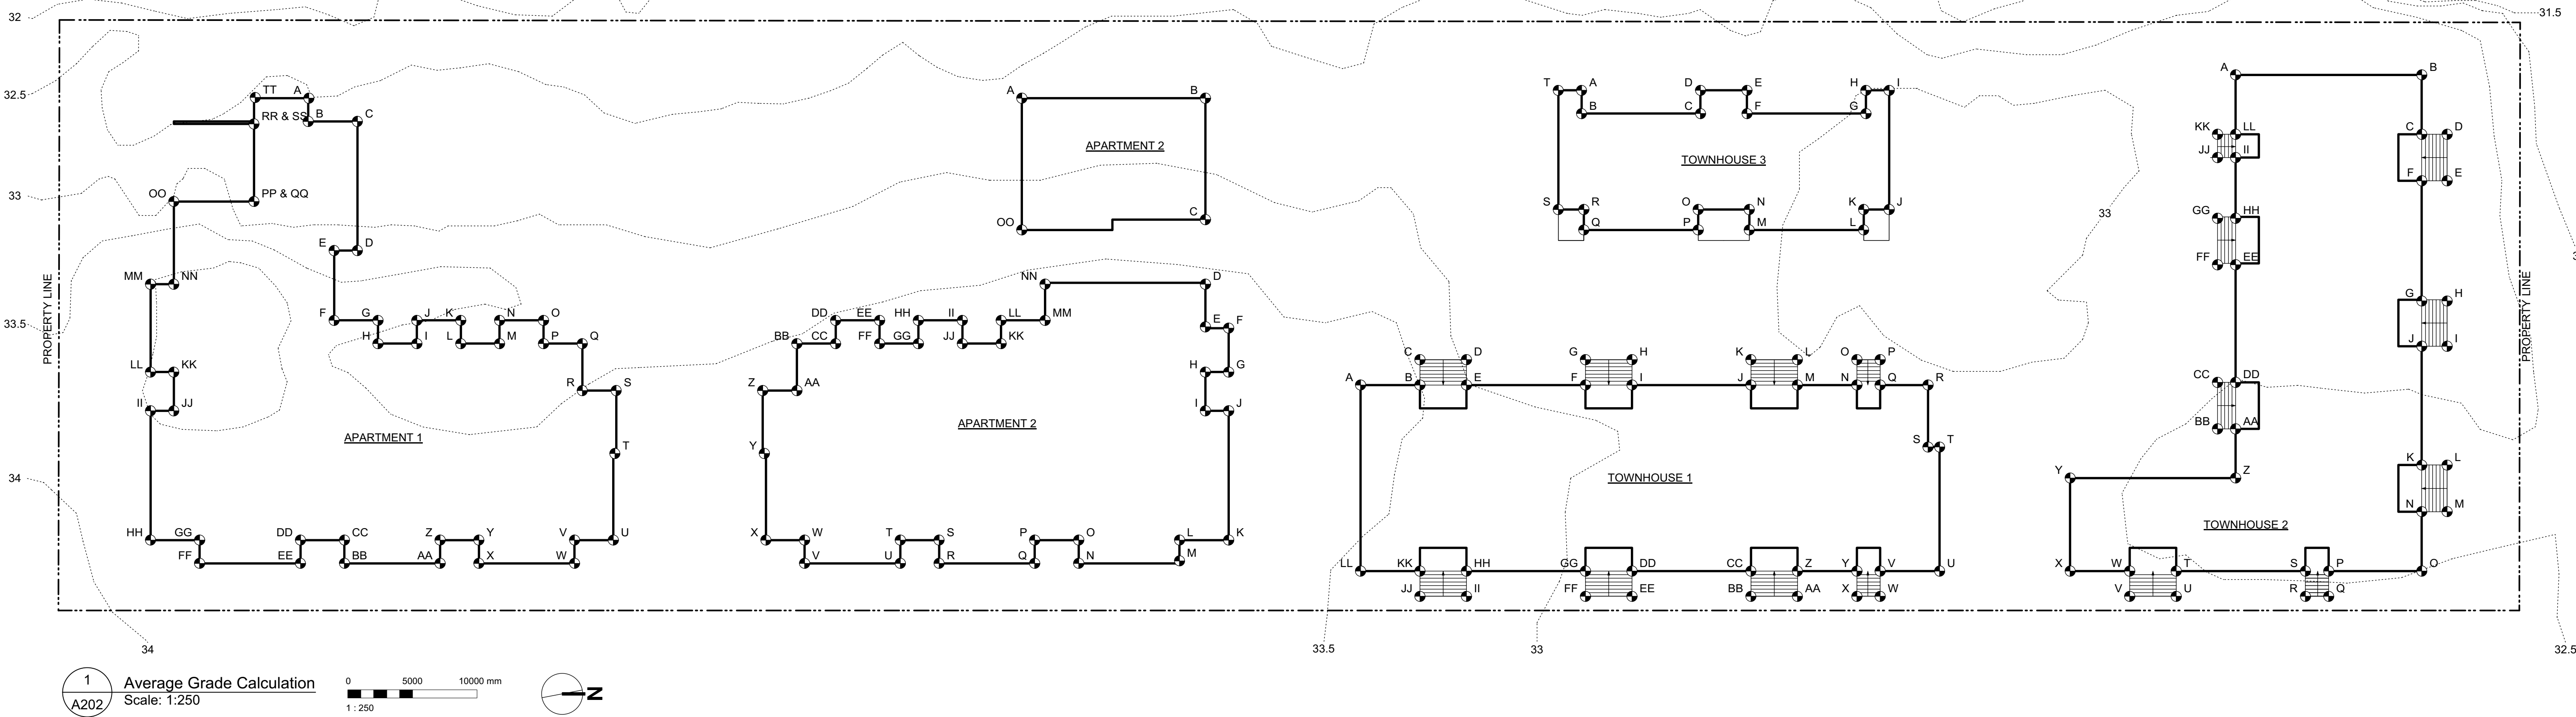 32
31.5
32.5
33
33.5
34
PROPERTY LINE
TT
A
RR & SS
B
C
OO
PP & QQ
E
D
MM
NN
F
G
J
K
N
O
H
I
L
M
P
Q
LL
KK
R
S
II
JJ
APARTMENT 1
T
HH
GG
DD
CC
Z
Y
V
U
FF
EE
BB
AA
X
W
34
A
B
APARTMENT 2
C
OO
NN
D
DD
EE
HH
II
LL
MM
E
F
BB
CC
FF
GG
JJ
KK
H
G
Z
AA
I
J
APARTMENT 2
Y
X
W
T
S
P
O
L
K
V
U
R
Q
N
M
T
A
D
E
H
I
B
C
F
G
TOWNHOUSE 3
S
R
O
N
K
J
Q
P
M
L
33
C
D
G
H
K
L
O
P
A
B
E
F
I
J
M
N
Q
R
S
T
TOWNHOUSE 1
LL
KK
HH
GG
DD
CC
Z
Y
V
U
JJ
II
FF
EE
BB
AA
X
W
33.5
33
A
B
KK
LL
C
D
JJ
II
F
E
GG
HH
FF
EE
G
H
PROPERTY LINE
J
I
CC
DD
BB
AA
Y
Z
K
L
N
M
TOWNHOUSE 2
X
W
T
S
P
O
V
U
R
Q
32.5
1
A202
Average Grade Calculation
Scale: 1:250
0 5000 10000 mm
1 : 250
N